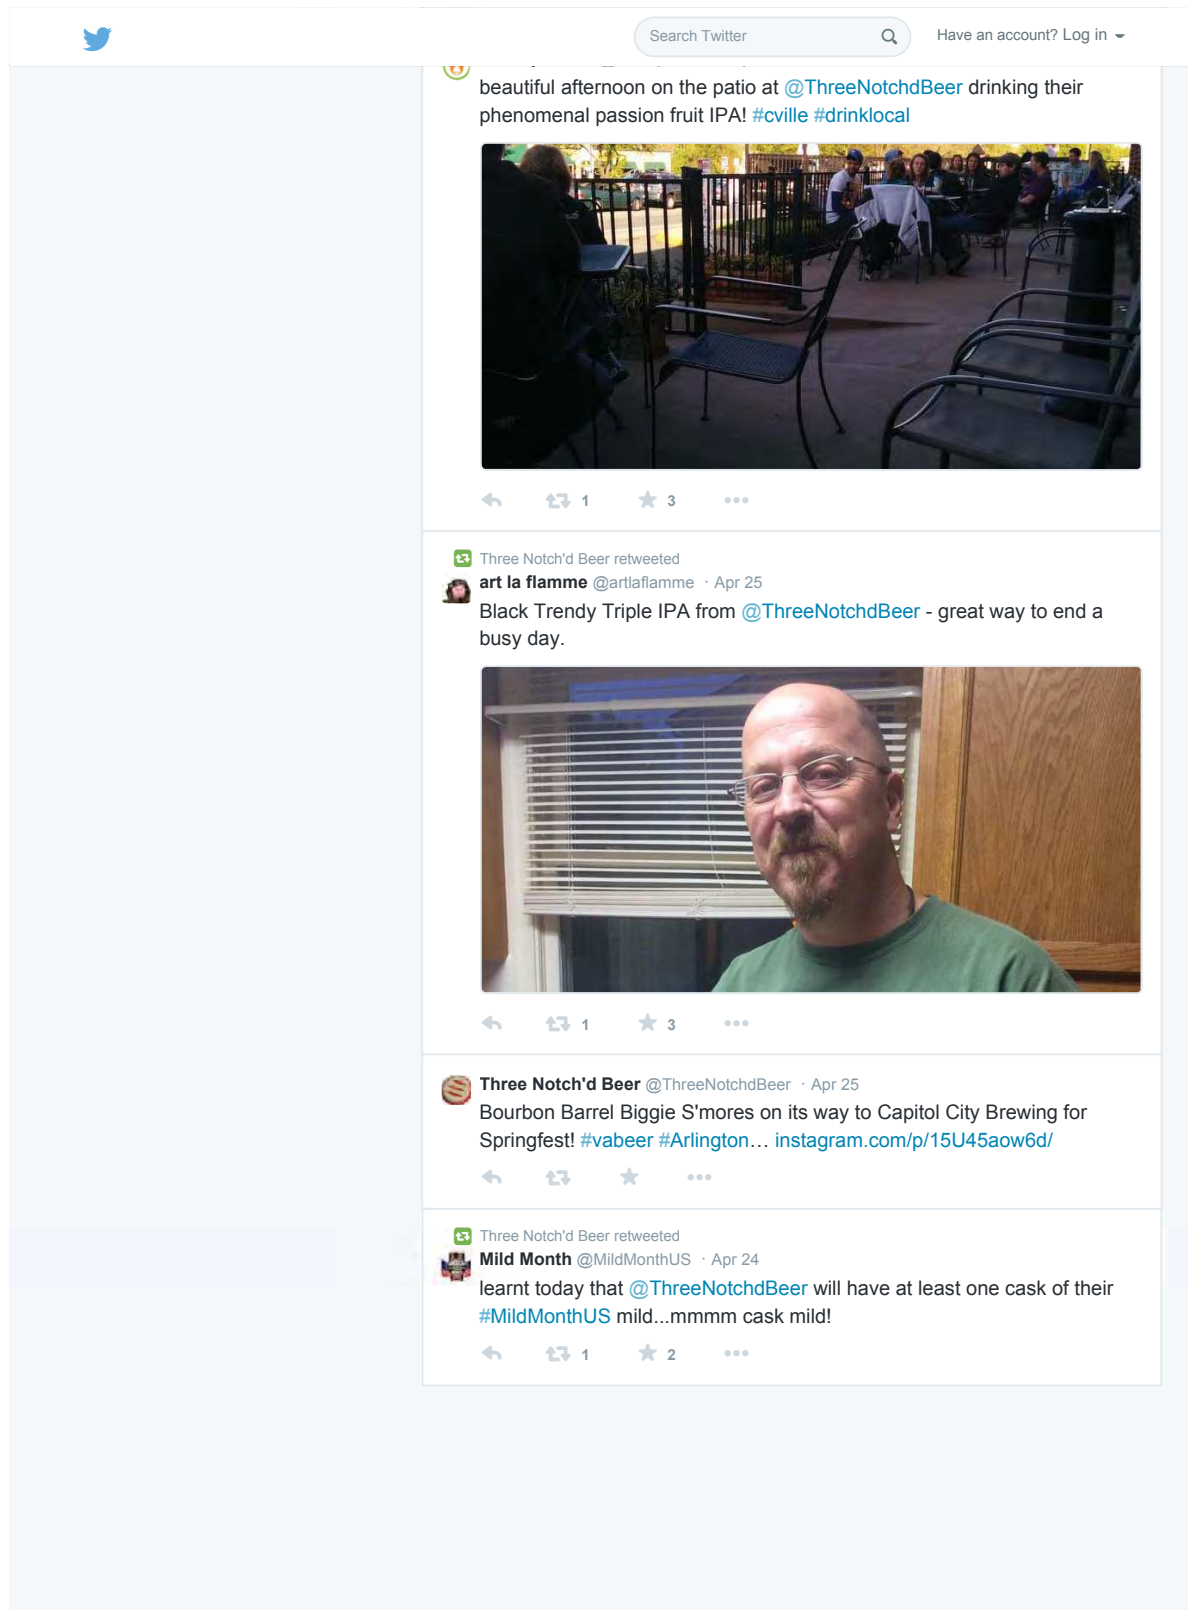 Search Twitter
Have an account? Log in
beautiful afternoon on the patio at @ThreeNotchdBeer drinking their
phenomenal passion fruit IPA! #cville #drinklocal
1 3
Three Notch'd Beer retweeted
art la flamme @artlaflamme · Apr 25
Black Trendy Triple IPA from @ThreeNotchdBeer - great way to end a
busy day.
1 3
Three Notch'd Beer @ThreeNotchdBeer · Apr 25
Bourbon Barrel Biggie S'mores on its way to Capitol City Brewing for
Springfest! #vabeer #Arlington… instagram.com/p/15U45aow6d/
Three Notch'd Beer retweeted
Mild Month @MildMonthUS · Apr 24
learnt today that @ThreeNotchdBeer will have at least one cask of their
#MildMonthUS mild...mmmm cask mild!
1 2